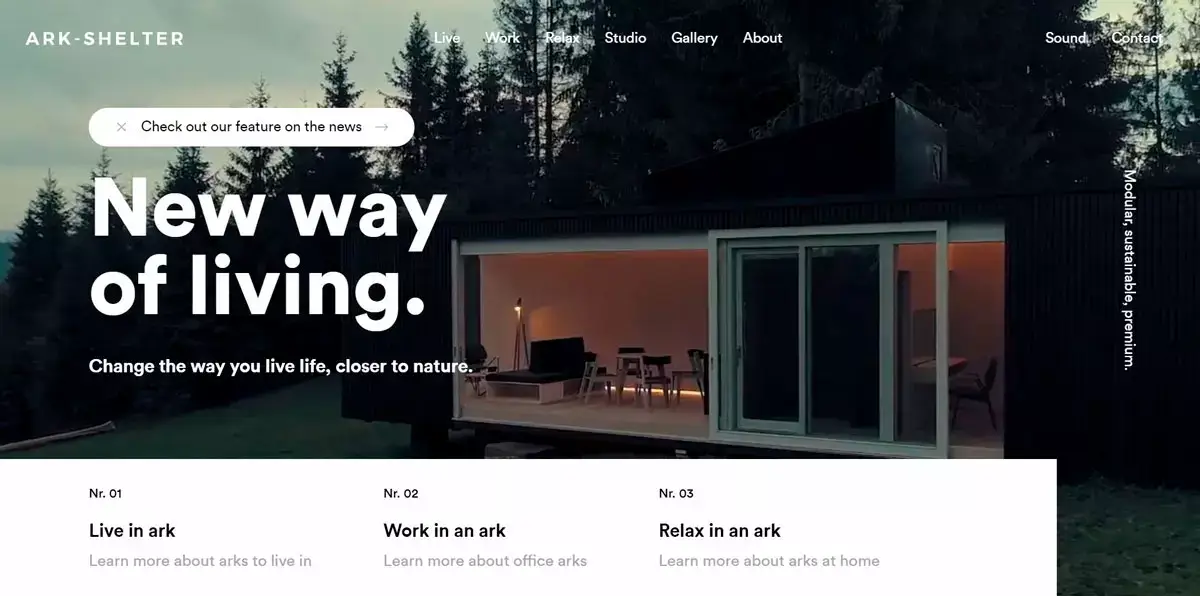 ARK-SHELTER
Live Work Relax Studio Gallery About
Sound Contact
Check out our feature on the news
New way
of living.
Change the way you live life, closer to nature.
Modular, sustainable, premium.
Nr. 01
Live in ark
Learn more about arks to live in
Nr. 02
Work in an ark
Learn more about office arks
Nr. 03
Relax in an ark
Learn more about arks at home